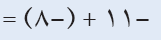 – ١١ + (–٨) =